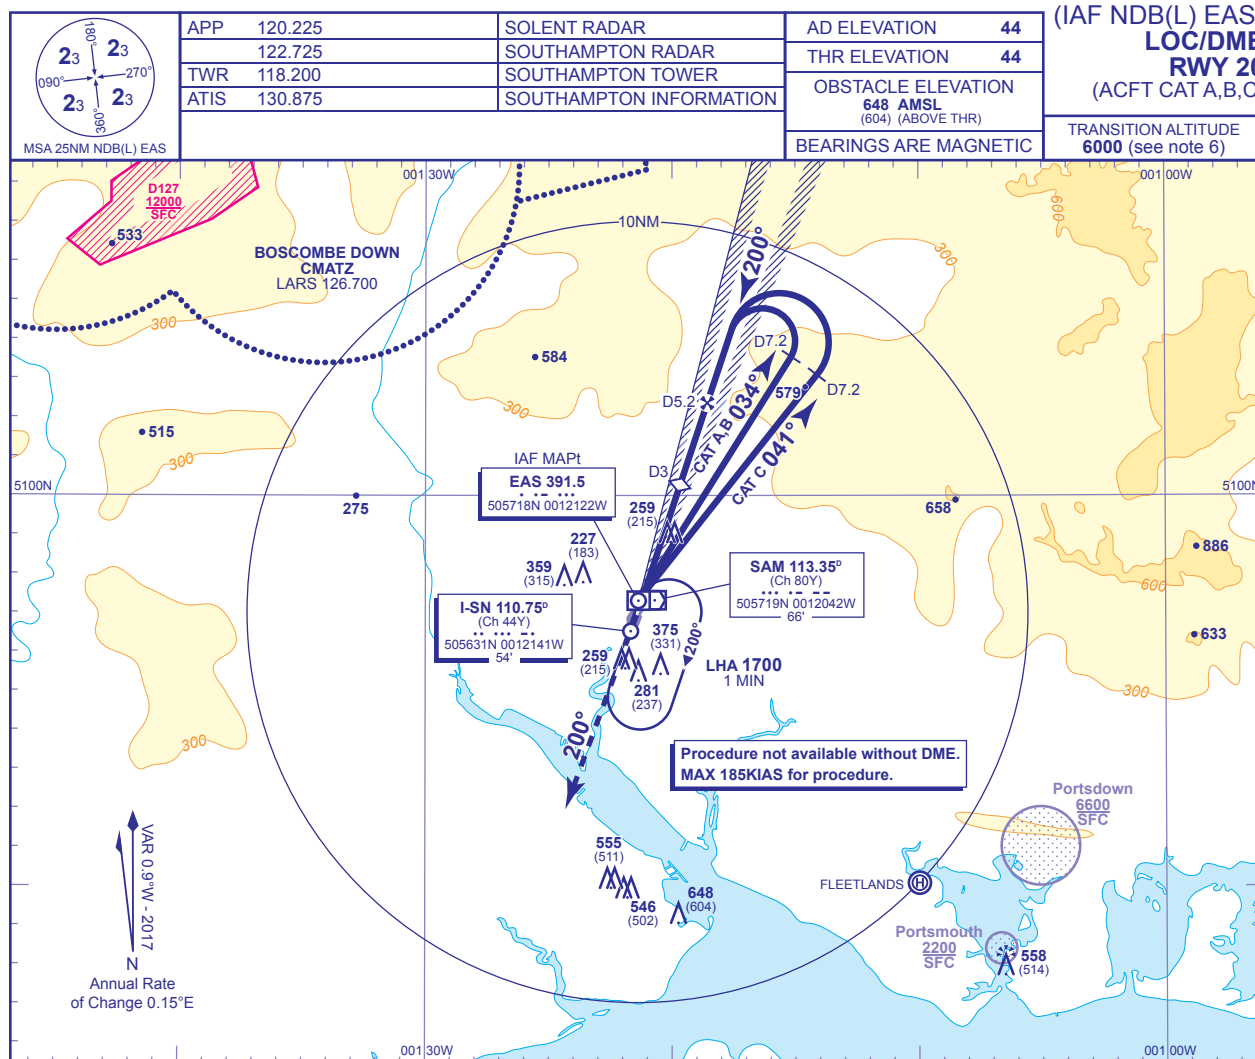 180°
23
23
090°
270°
23
23
360°
MSA 25NM NDB(L) EAS
APP 120.225 SOLENT RADAR
122.725 SOUTHAMPTON RADAR
TWR 118.200 SOUTHAMPTON TOWER
ATIS 130.875 SOUTHAMPTON INFORMATION
AD ELEVATION 44
THR ELEVATION 44
OBSTACLE ELEVATION
648 AMSL
(604) (ABOVE THR)
BEARINGS ARE MAGNETIC
(IAF NDB(L) EAS
LOC/DME
RWY 20
(ACFT CAT A,B,C
TRANSITION ALTITUDE
6000 (see note 6)
001°30W
001°00W
D127
12000
SFC
533
BOSCOMBE DOWN
CMATZ
LARS 126.700
10NM
200°
600
300
300
300
584
D7.2
D7.2
579
D5.2
CAT A,B 034°
CAT C 041°
300
515
300
D3
IAF MAPt
EAS 391.5
505718N 0012122W
5100N
5100N
275
259
(215)
658
886
227
(183)
359
(315)
SAM 113.35ᴰ
(Ch 80Y)
505719N 0012042W
66'
600
I-SN 110.75ᴰ
(Ch 44Y)
505631N 0012141W
54'
375
(331)
200°
633
259
(215)
281
(237)
LHA 1700
1 MIN
300
300
200°
Procedure not available without DME.
MAX 185KIAS for procedure.
Portsdown
6600
SFC
VAR 0.9°W - 2017
555
(511)
546
(502)
648
(604)
FLEETLANDS
H
Portsmouth
2200
SFC
558
(514)
N
Annual Rate
of Change 0.15°E
001°30W
001°00W